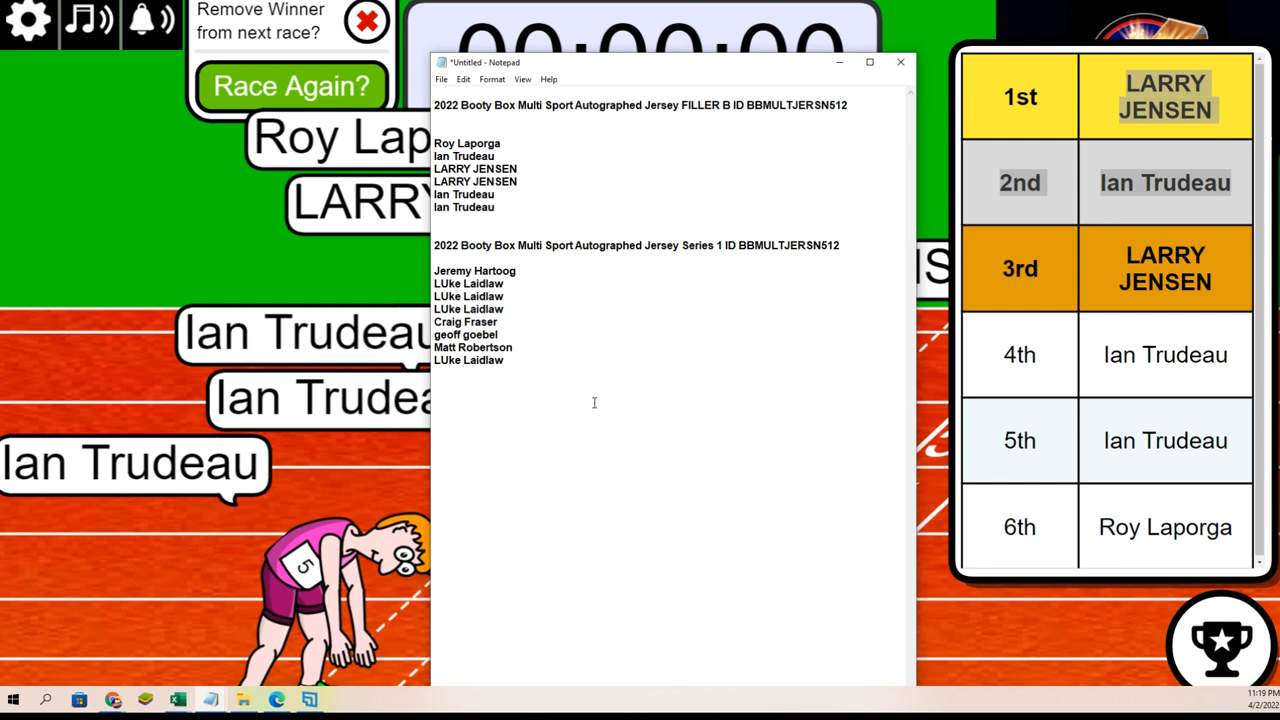 Remove Winner
from next race?
Race Again?
00:00:00
*Untitled - Notepad
File Edit Format View Help
2022 Booty Box Multi Sport Autographed Jersey FILLER B ID BBMULTJERSN512
Roy Laporga
Ian Trudeau
LARRY JENSEN
LARRY JENSEN
Ian Trudeau
Ian Trudeau
2022 Booty Box Multi Sport Autographed Jersey Series 1 ID BBMULTJERSN512
Jeremy Hartoog
LUke Laidlaw
LUke Laidlaw
LUke Laidlaw
Craig Fraser
geoff goebel
Matt Robertson
LUke Laidlaw
Roy Lap
LARRY
Ian Trudeau
Ian Trudea
Ian Trudeau
5
1st LARRY
JENSEN
2nd Ian Trudeau
3rd LARRY
JENSEN
4th Ian Trudeau
5th Ian Trudeau
6th Roy Laporga
11:19 PM
4/2/2022